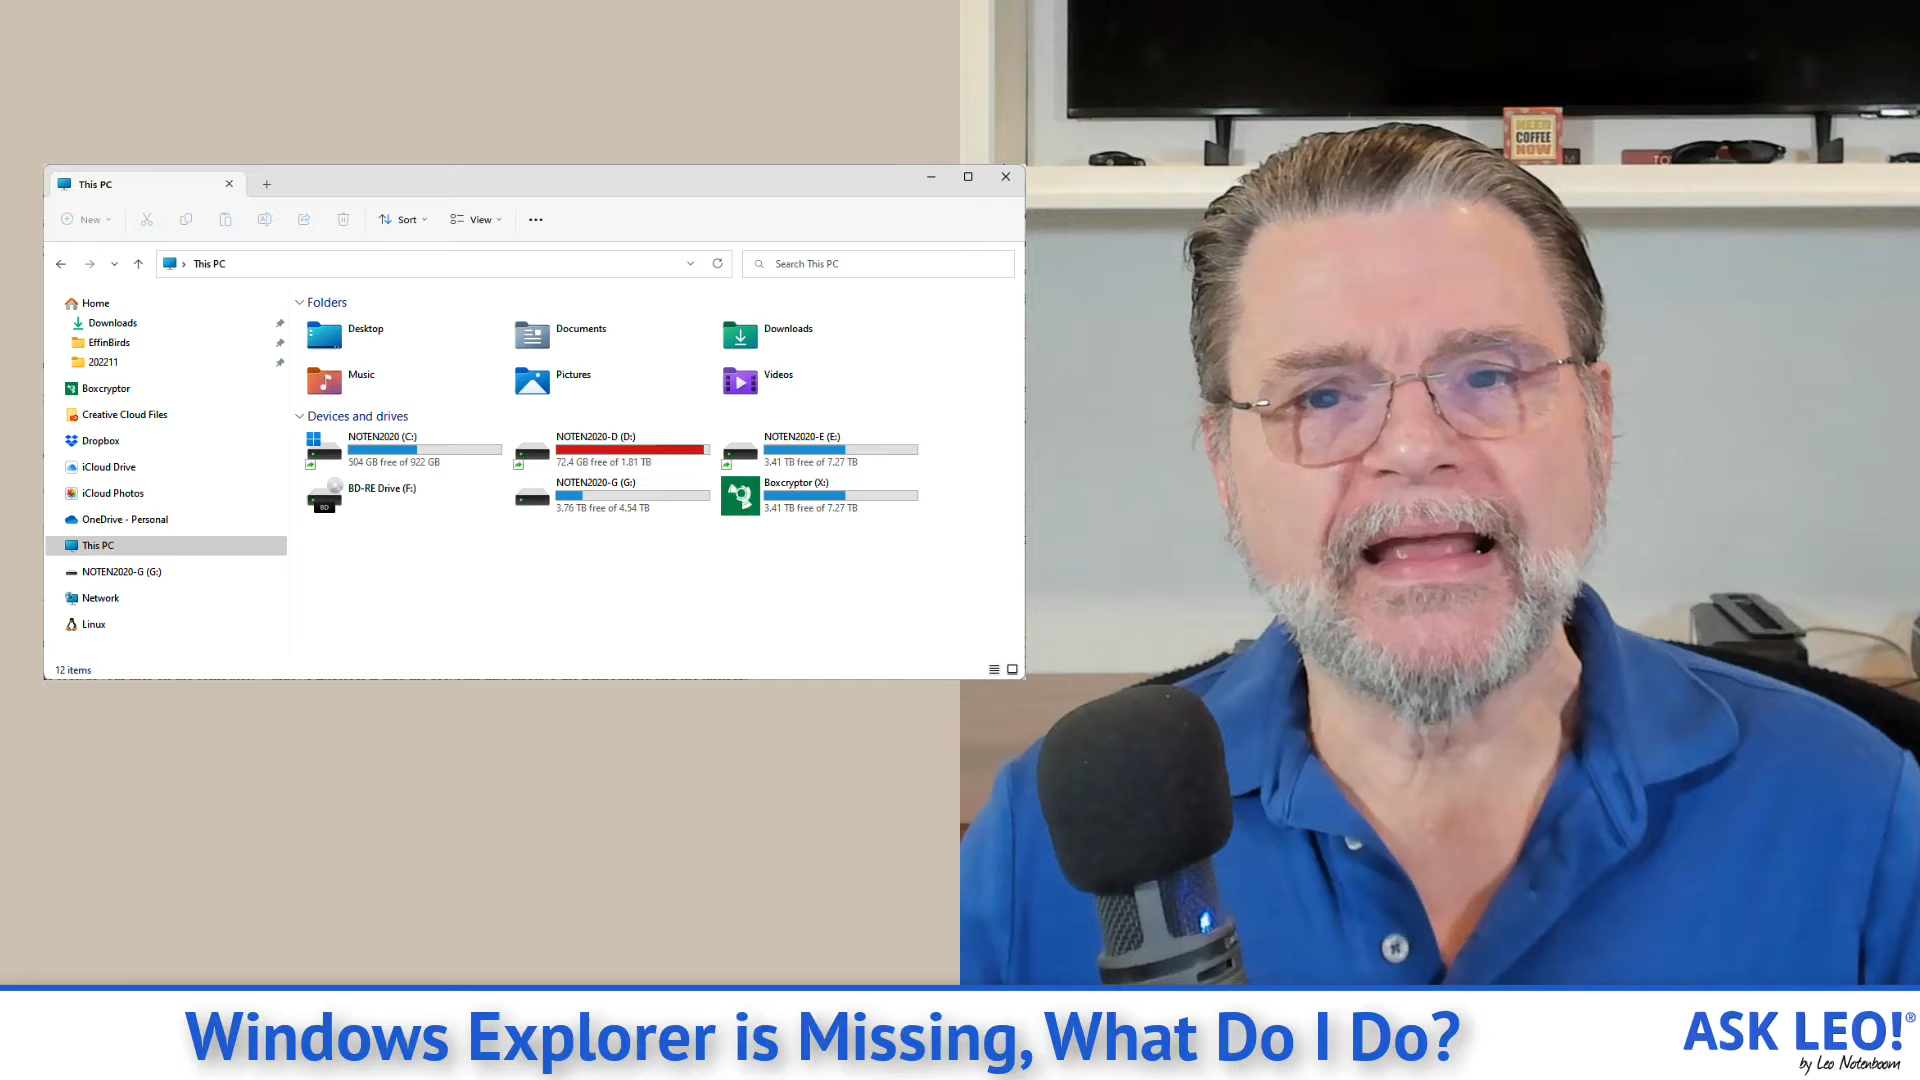 This PC
New
Sort
View
This PC
Search This PC
Home
Downloads
EffinBirds
202211
Boxcryptor
Creative Cloud Files
Dropbox
iCloud Drive
iCloud Photos
OneDrive - Personal
This PC
NOTEN2020-G (G:)
Network
Linux
Folders
Desktop
Documents
Downloads
Music
Pictures
Videos
Devices and drives
NOTEN2020 (C:)
504 GB free of 922 GB
NOTEN2020-D (D:)
72.4 GB free of 1.81 TB
NOTEN2020-E (E:)
3.41 TB free of 7.27 TB
BD
BD-RE Drive (F:)
NOTEN2020-G (G:)
3.76 TB free of 4.54 TB
Boxcryptor (X:)
3.41 TB free of 7.27 TB
12 items
NEED
COFFEE
NOW
Windows Explorer is Missing, What Do I Do?
ASK LEO!®
by Leo Notenboom